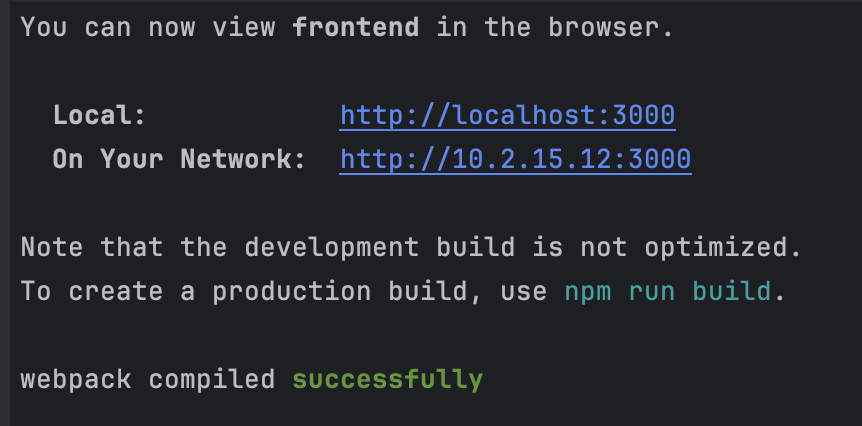 You can now view frontend in the browser.
Local: http://localhost:3000
On Your Network: http://10.2.15.12:3000
Note that the development build is not optimized.
To create a production build, use npm run build.
webpack compiled successfully